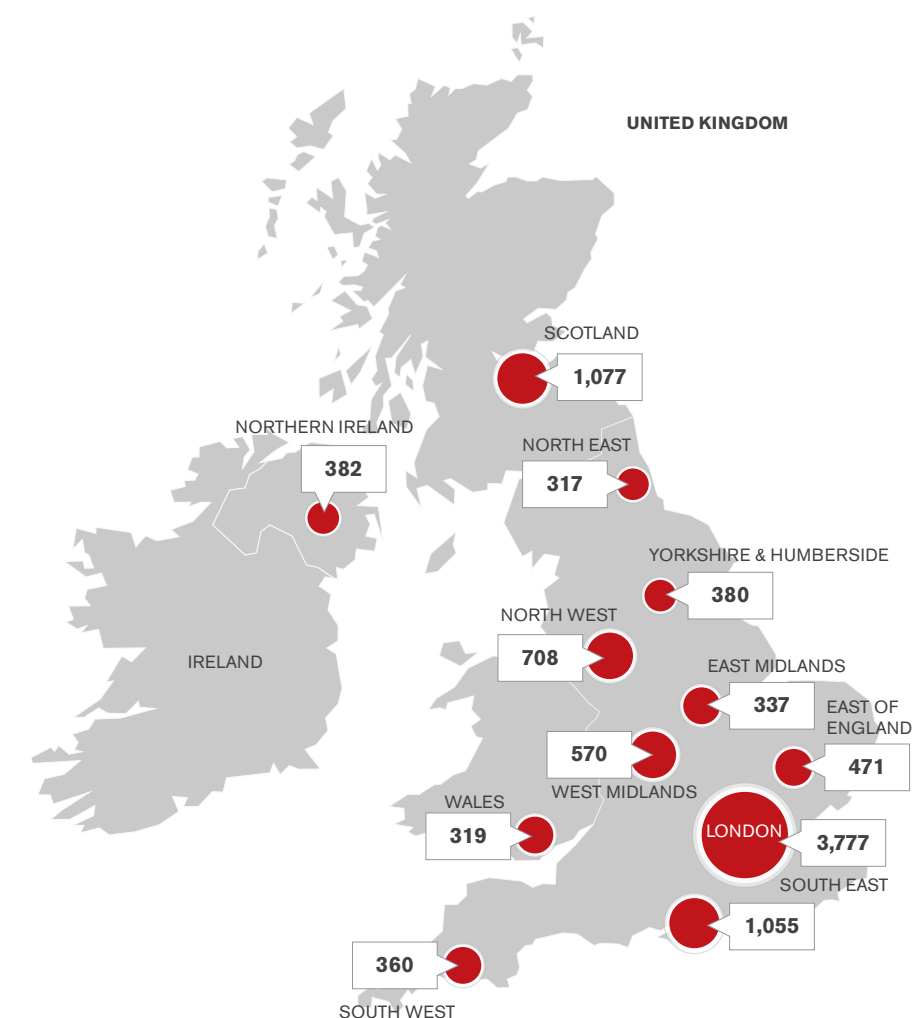 UNITED KINGDOM
SCOTLAND
1,077
NORTHERN IRELAND
382
NORTH EAST
317
YORKSHIRE & HUMBERSIDE
380
NORTH WEST
708
IRELAND
EAST MIDLANDS
337
EAST OF
ENGLAND
471
570
WEST MIDLANDS
WALES
319
LONDON
3,777
SOUTH EAST
1,055
360
SOUTH WEST